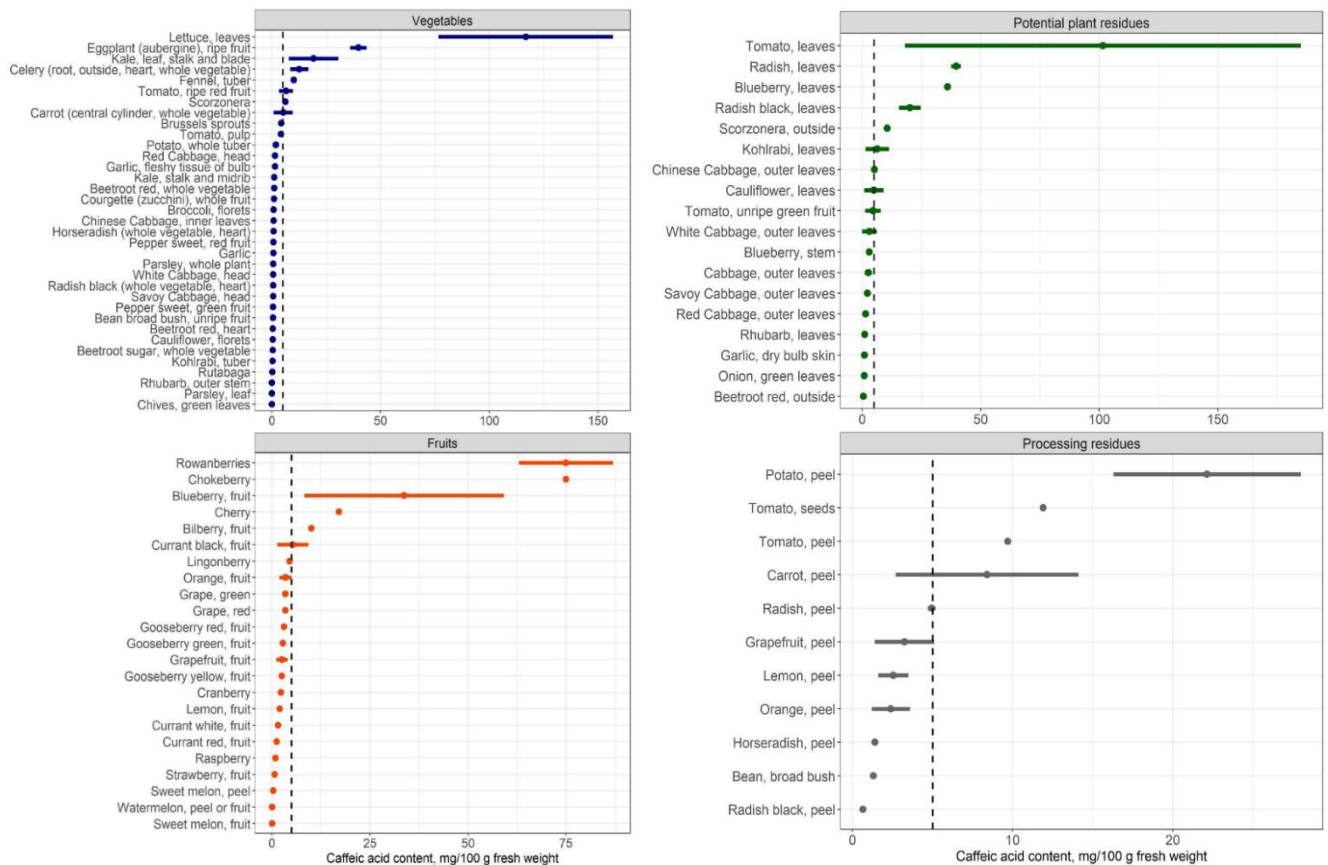 Vegetables
Lettuce, leaves
Eggplant (aubergine), ripe fruit
Kale, leaf, stalk and blade
Celery (root, outside, heart, whole vegetable)
Fennel, tuber
Tomato, ripe red fruit
Scorzonera
Carrot (central cylinder, whole vegetable)
Brussels sprouts
Tomato, pulp
Potato, whole tuber
Red Cabbage, head
Garlic, fleshy tissue of bulb
Kale, stalk and midrib
Beetroot red, whole vegetable
Courgette (zucchini), whole fruit
Broccoli, florets
Chinese Cabbage, inner leaves
Horseradish (whole vegetable, heart)
Pepper sweet, red fruit
Garlic
Parsley, whole plant
White Cabbage, head
Radish black (whole vegetable, heart)
Savoy Cabbage, head
Pepper sweet, green fruit
Bean broad bush, unripe fruit
Beetroot red, heart
Cauliflower, florets
Beetroot sugar, whole vegetable
Kohlrabi, tuber
Rutabaga
Rhubarb, outer stem
Parsley, leaf
Chives, green leaves
0 50 100 150
Potential plant residues
Tomato, leaves
Radish, leaves
Blueberry, leaves
Radish black, leaves
Scorzonera, outside
Kohlrabi, leaves
Chinese Cabbage, outer leaves
Cauliflower, leaves
Tomato, unripe green fruit
White Cabbage, outer leaves
Blueberry, stem
Cabbage, outer leaves
Savoy Cabbage, outer leaves
Red Cabbage, outer leaves
Rhubarb, leaves
Garlic, dry bulb skin
Onion, green leaves
Beetroot red, outside
0 50 100 150
Fruits
Rowanberries
Chokeberry
Blueberry, fruit
Cherry
Bilberry, fruit
Currant black, fruit
Lingonberry
Orange, fruit
Grape, green
Grape, red
Gooseberry red, fruit
Gooseberry green, fruit
Grapefruit, fruit
Gooseberry yellow, fruit
Cranberry
Lemon, fruit
Currant white, fruit
Currant red, fruit
Raspberry
Strawberry, fruit
Sweet melon, peel
Watermelon, peel or fruit
Sweet melon, fruit
0 25 50 75
Caffeic acid content, mg/100 g fresh weight
Processing residues
Potato, peel
Tomato, seeds
Tomato, peel
Carrot, peel
Radish, peel
Grapefruit, peel
Lemon, peel
Orange, peel
Horseradish, peel
Bean, broad bush
Radish black, peel
0 10 20
Caffeic acid content, mg/100 g fresh weight